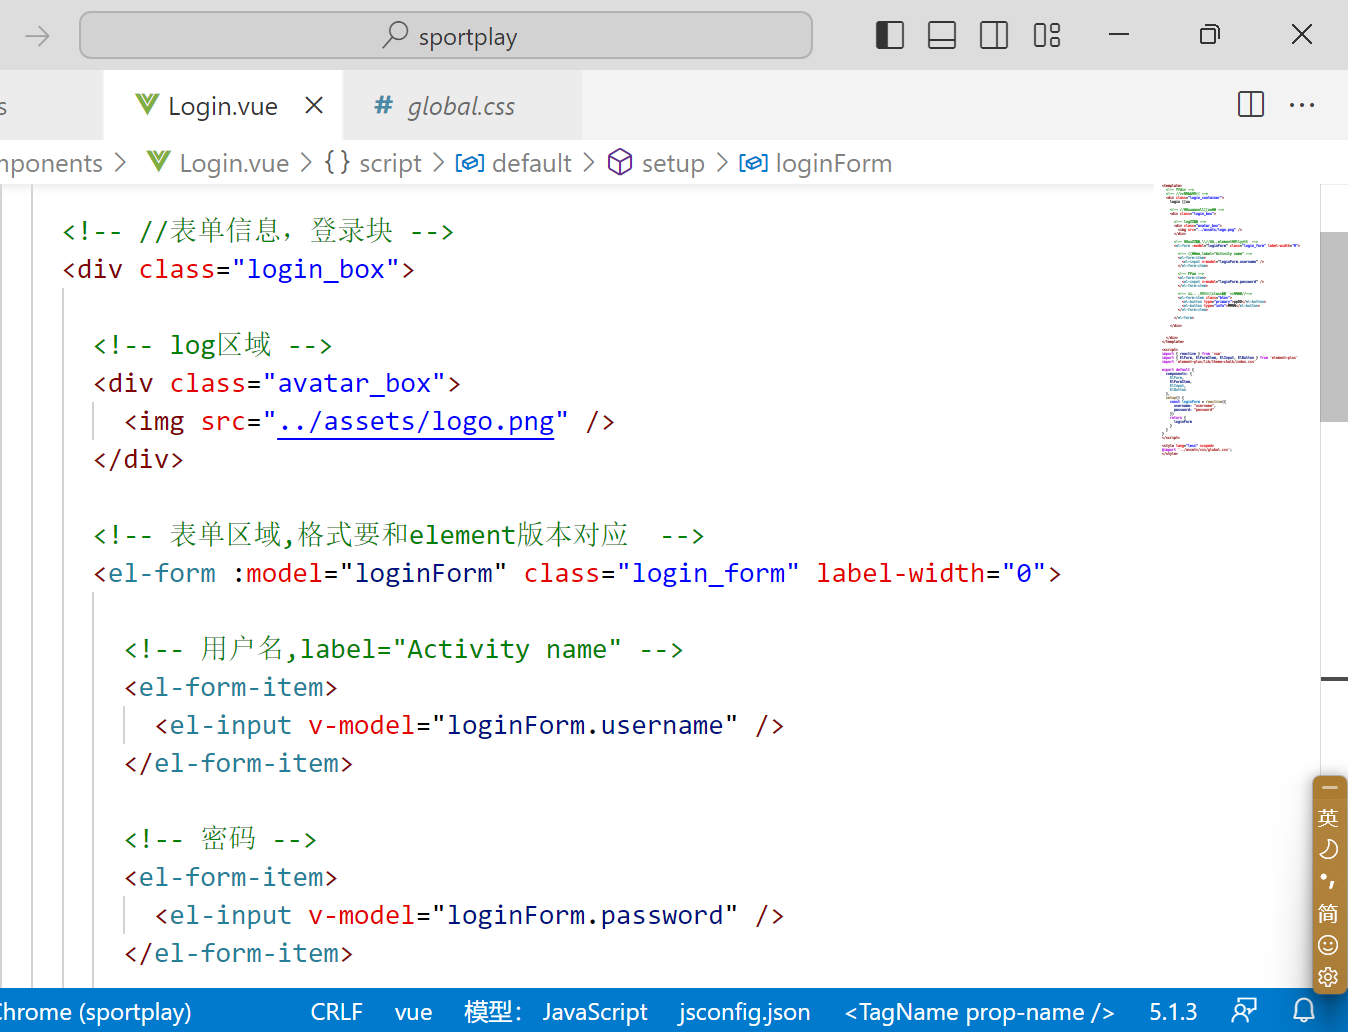 sportplay
s
Login.vue
# global.css
mponents > Login.vue > {} script > default > setup > loginForm
<!-- //表单信息，登录块 -->
<div class="login_box">
<!-- log区域 -->
<div class="avatar_box">
<img src="../assets/logo.png" />
</div>
<!-- 表单区域,格式要和element版本对应  -->
<el-form :model="loginForm" class="login_form" label-width="0">
<!-- 用户名,label="Activity name" -->
<el-form-item>
<el-input v-model="loginForm.username" />
</el-form-item>
<!-- 密码 -->
<el-form-item>
<el-input v-model="loginForm.password" />
</el-form-item>
英
简
Chrome (sportplay) CRLF vue 模型： JavaScript jsconfig.json <TagName prop-name /> 5.1.3